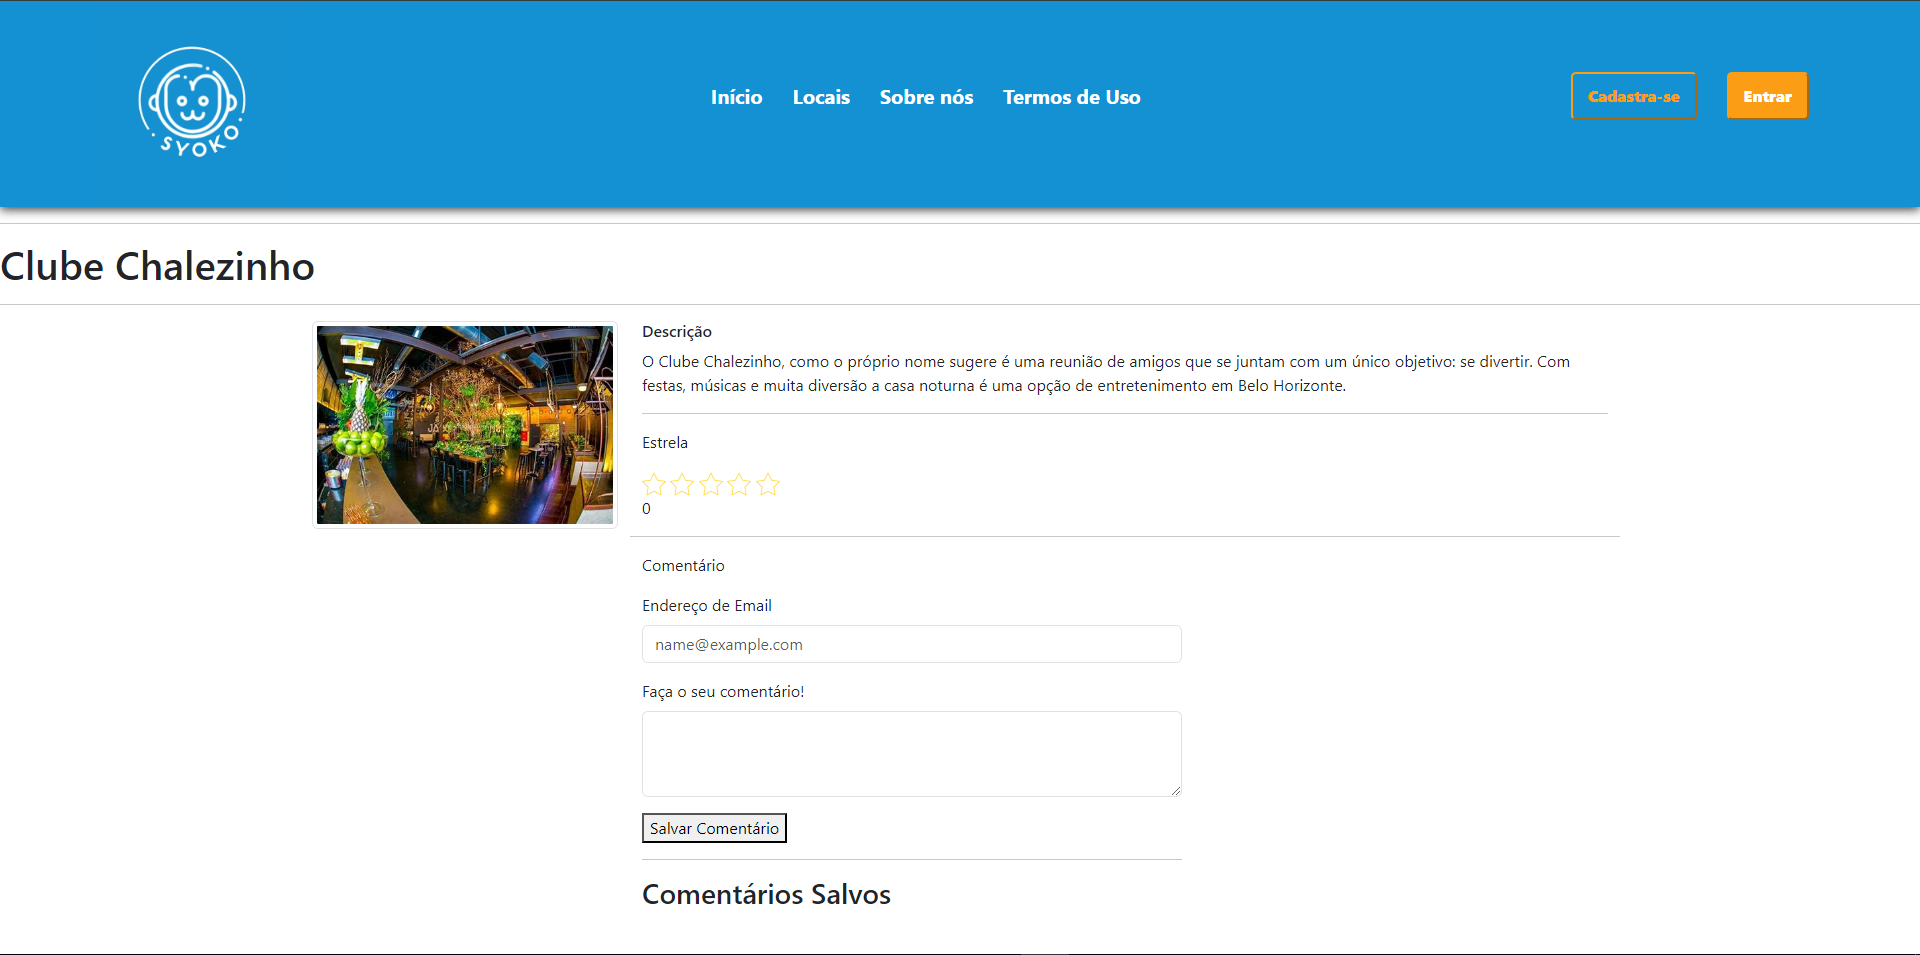 SYOKO
Início Locais Sobre nós Termos de Uso
Cadastra-se Entrar
Clube Chalezinho
Descrição
O Clube Chalezinho, como o próprio nome sugere é uma reunião de amigos que se juntam com um único objetivo: se divertir. Com
festas, músicas e muita diversão a casa noturna é uma opção de entretenimento em Belo Horizonte.
Estrela
0
Comentário
Endereço de Email
name@example.com
Faça o seu comentário!
Salvar Comentário
Comentários Salvos